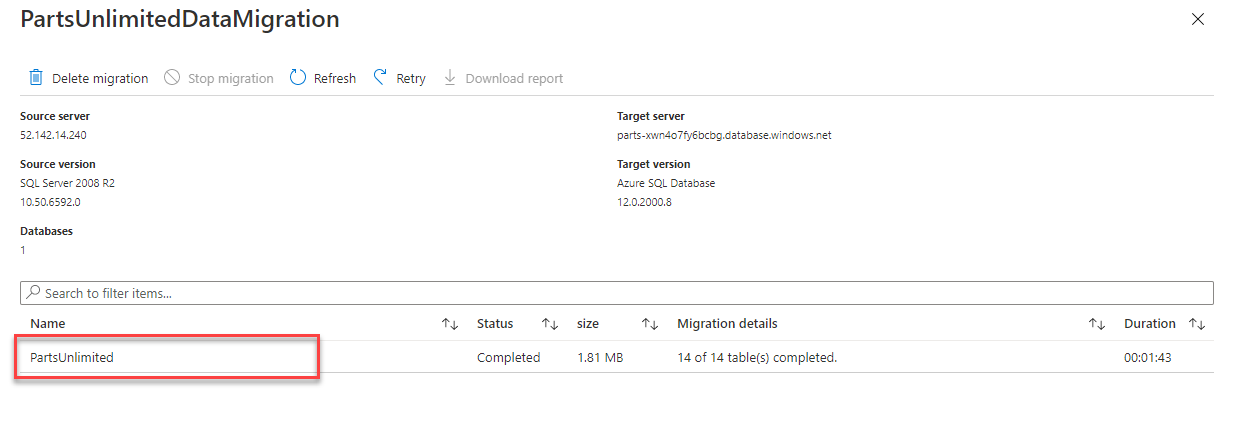 PartsUnlimitedDataMigration
Delete migration Stop migration Refresh Retry Download report
Source server Target server
52.142.14.240 parts-xwn4o7fy6bcbg.database.windows.net
Source version Target version
SQL Server 2008 R2 Azure SQL Database
10.50.6592.0 12.0.2000.8
Databases
1
Search to filter items...
Name Status size Migration details Duration
PartsUnlimited Completed 1.81 MB 14 of 14 table(s) completed. 00:01:43